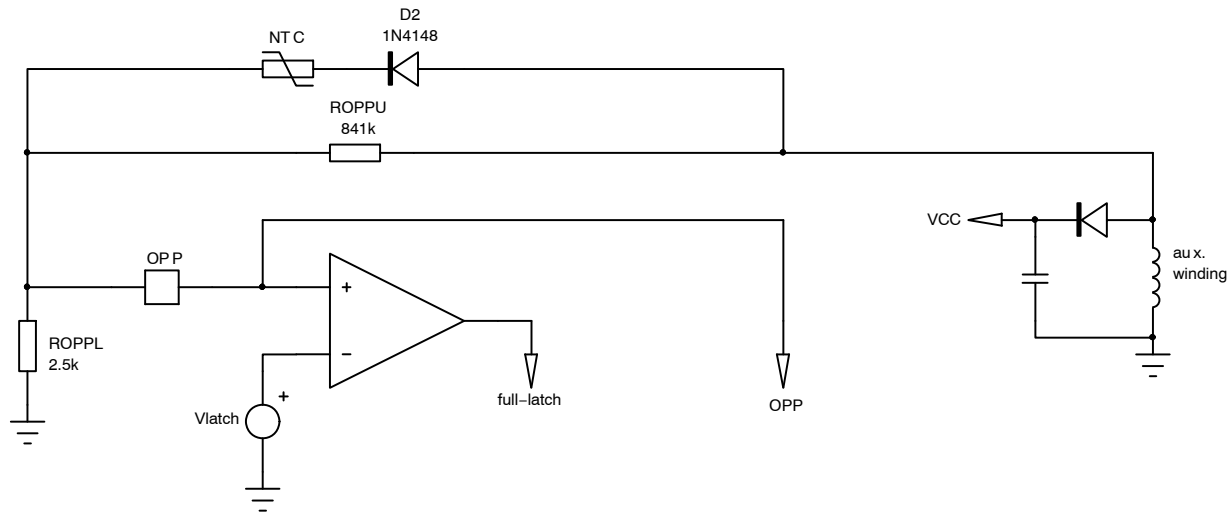 D2
1N4148
NTC
ROPPU
841k
VCC
aux.
winding
OPP
+
−
ROPPL
2.5k
+
Vlatch
full−latch
OPP